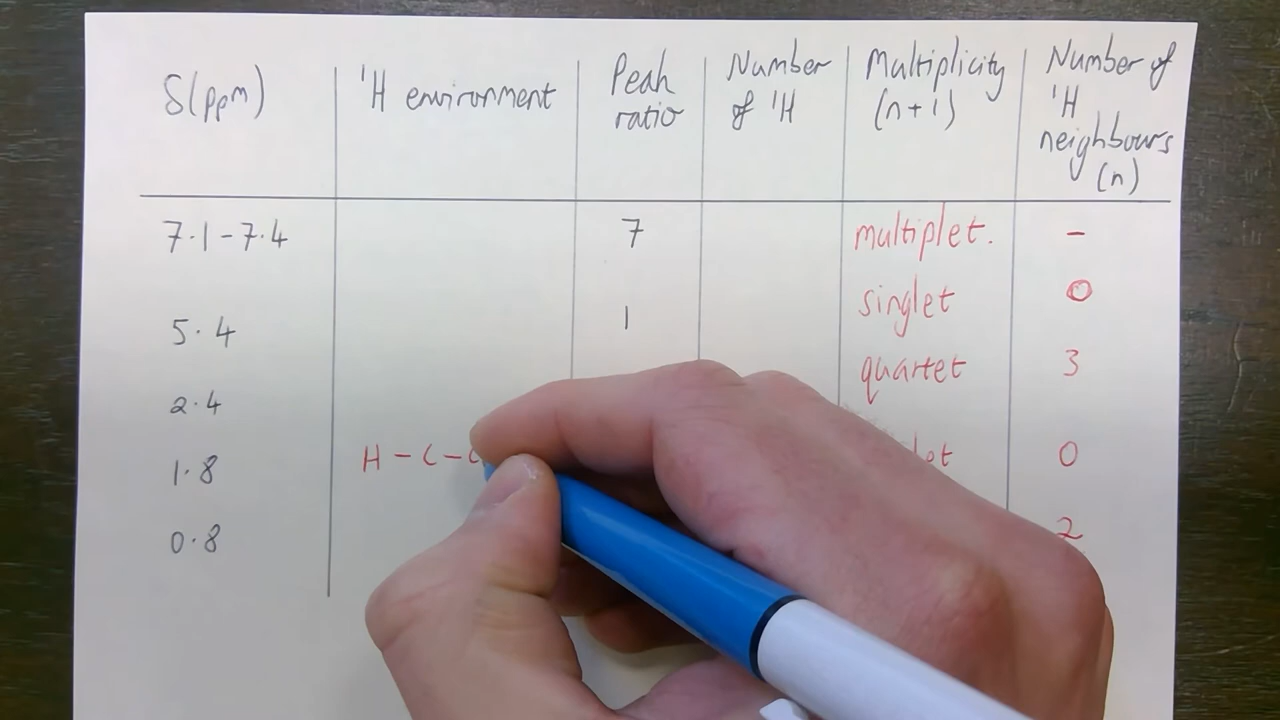 δ(ppm) ¹H environment Peak ratio Number of ¹H Multiplicity (n+1) Number of ¹H neighbours (n)
7.1-7.4 7 multiplet. -
5.4 1 singlet 0
2.4 quartet 3
1.8 H-C-C 0
0.8 2